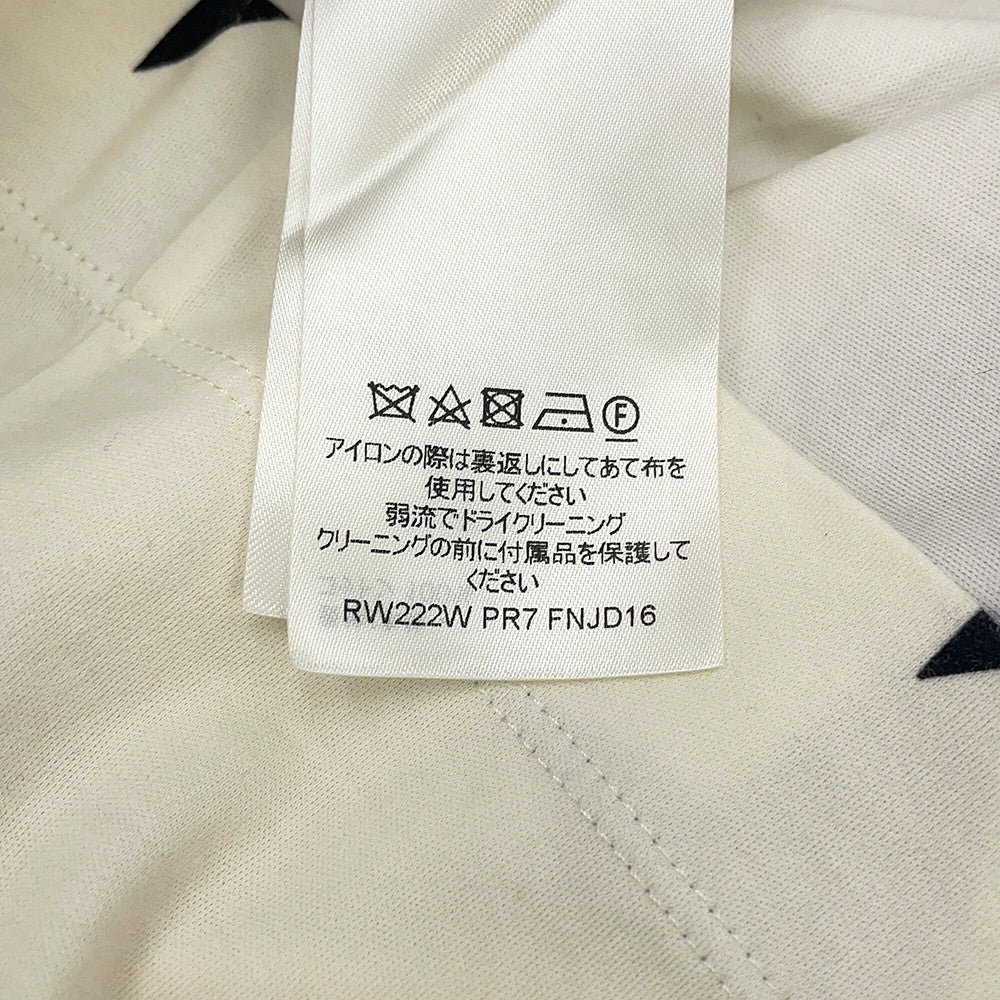 F
アイロンの際は裏返しにしてあて布を
使用してください
弱流でドライクリーニング
クリーニングの前に付属品を保護して
ください
RW222W PR7 FNJD16